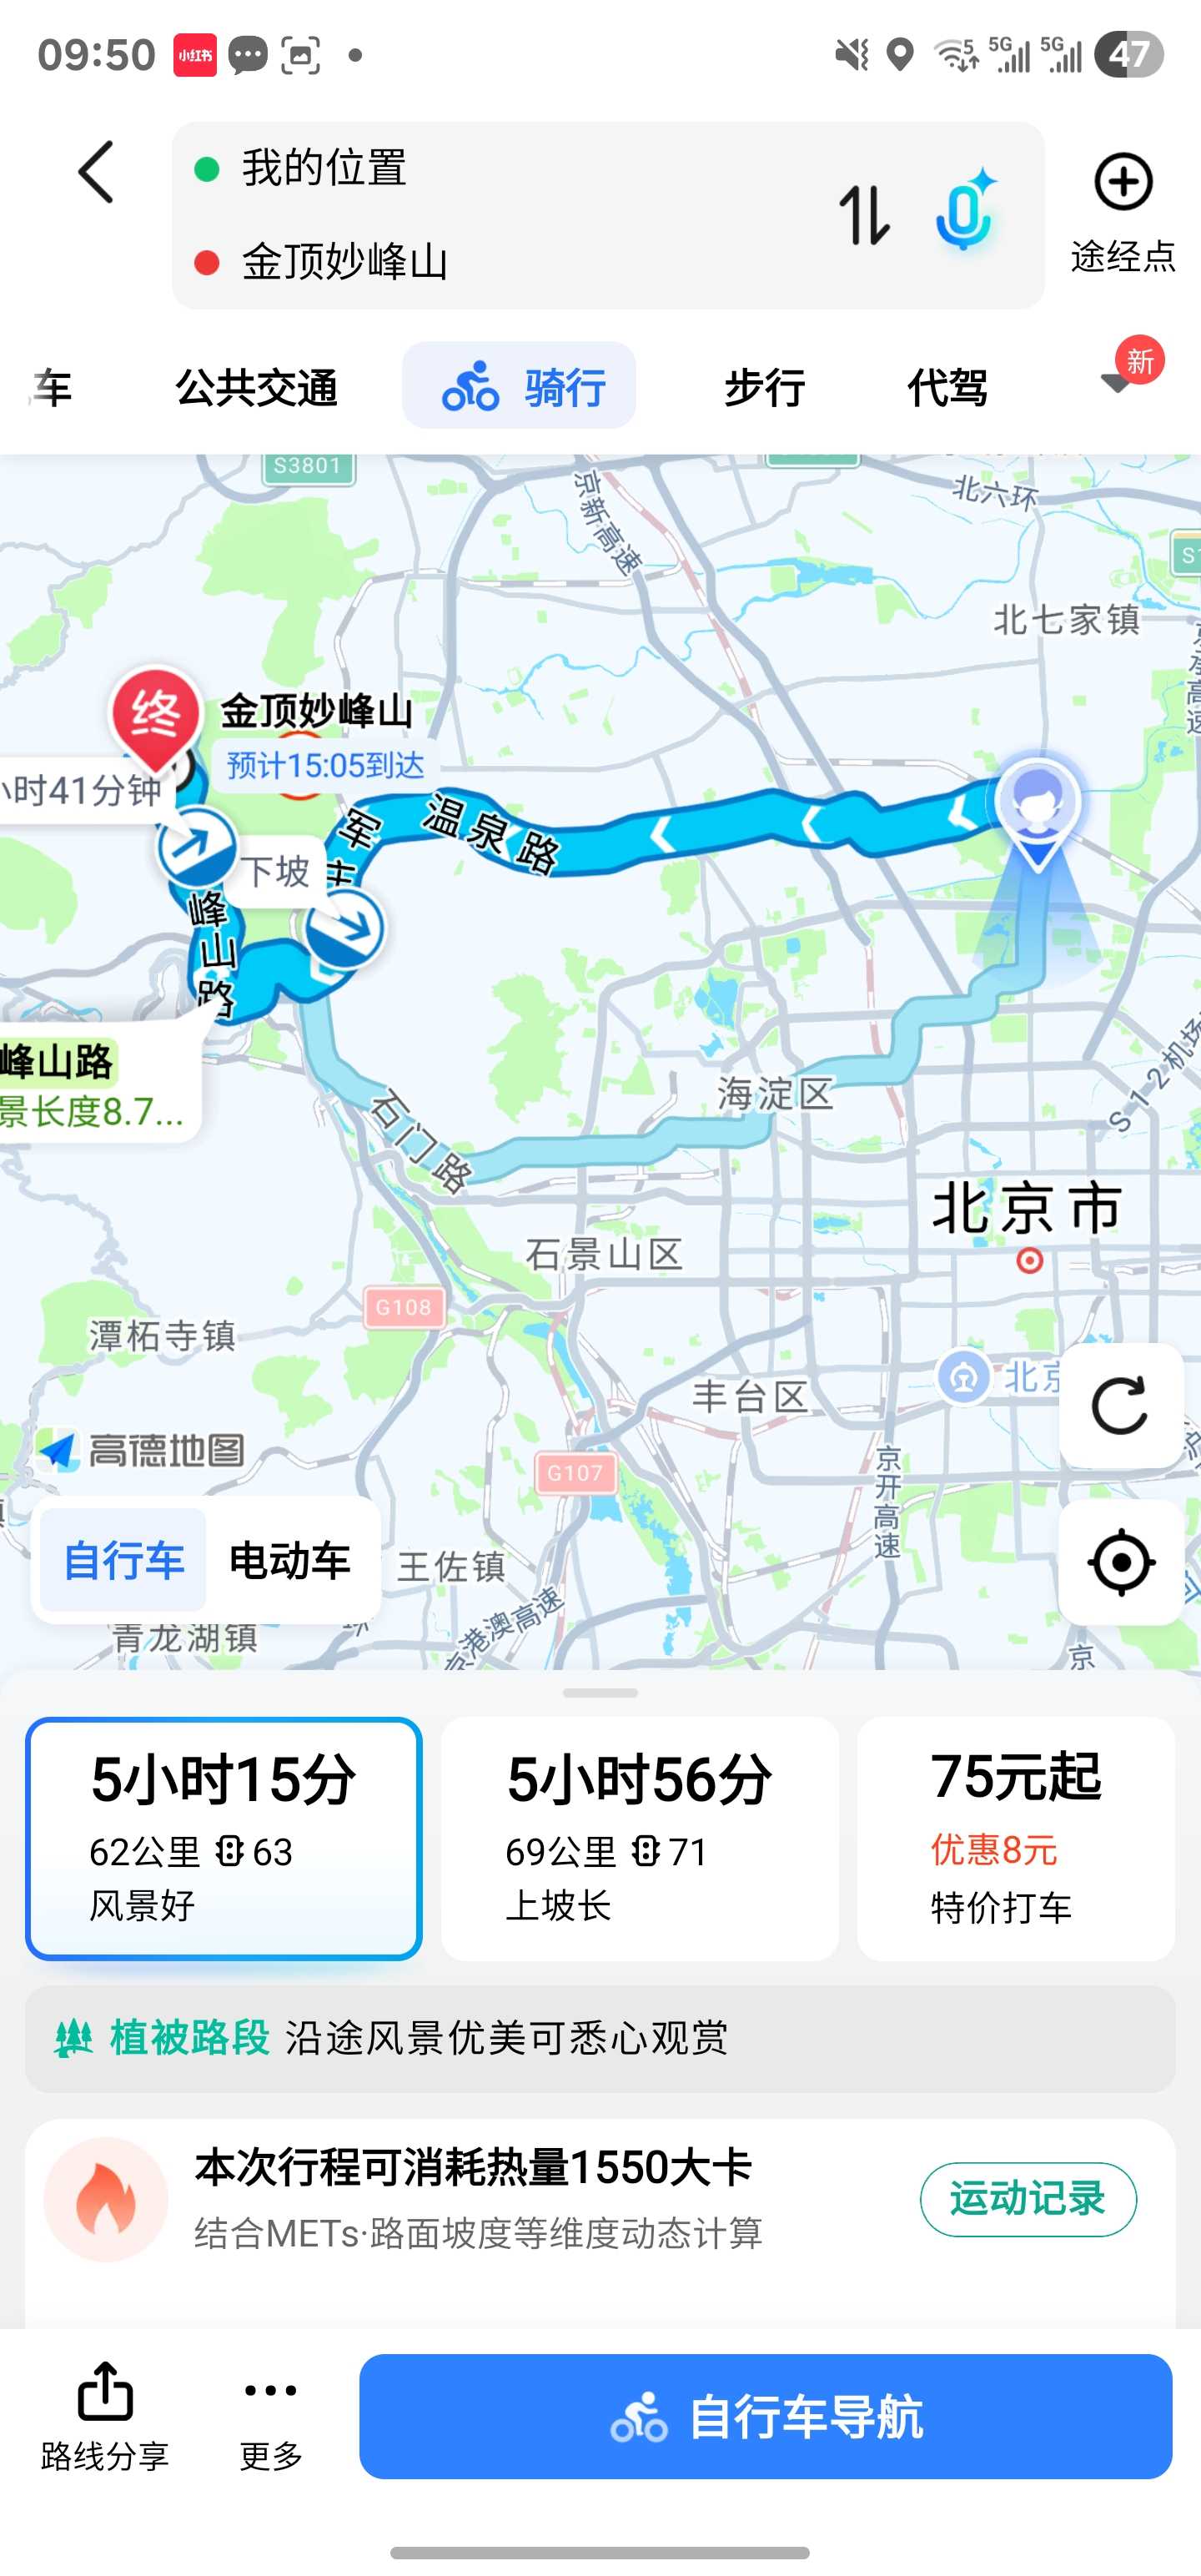 09:50
小红书
5
5G
5G
47
我的位置
金顶妙峰山
途经点
车
公共交通
骑行
步行
代驾
新
S3801
京新高速
北六环
北七家镇
金顶妙峰山
终
预计15:05到达
小时41分钟
温泉路
军
下坡
峰山路
峰山路
景长度8.7...
海淀区
石门路
S12机场
北京市
石景山区
G108
潭柘寺镇
丰台区
北京
高德地图
G107
京开高速
自行车
电动车
王佐镇
京港澳高速
青龙湖镇
京
5小时15分
62公里 63
风景好
5小时56分
69公里 71
上坡长
75元起
优惠8元
特价打车
植被路段 沿途风景优美可悉心观赏
本次行程可消耗热量1550大卡
结合METs·路面坡度等维度动态计算
运动记录
路线分享
更多
自行车导航